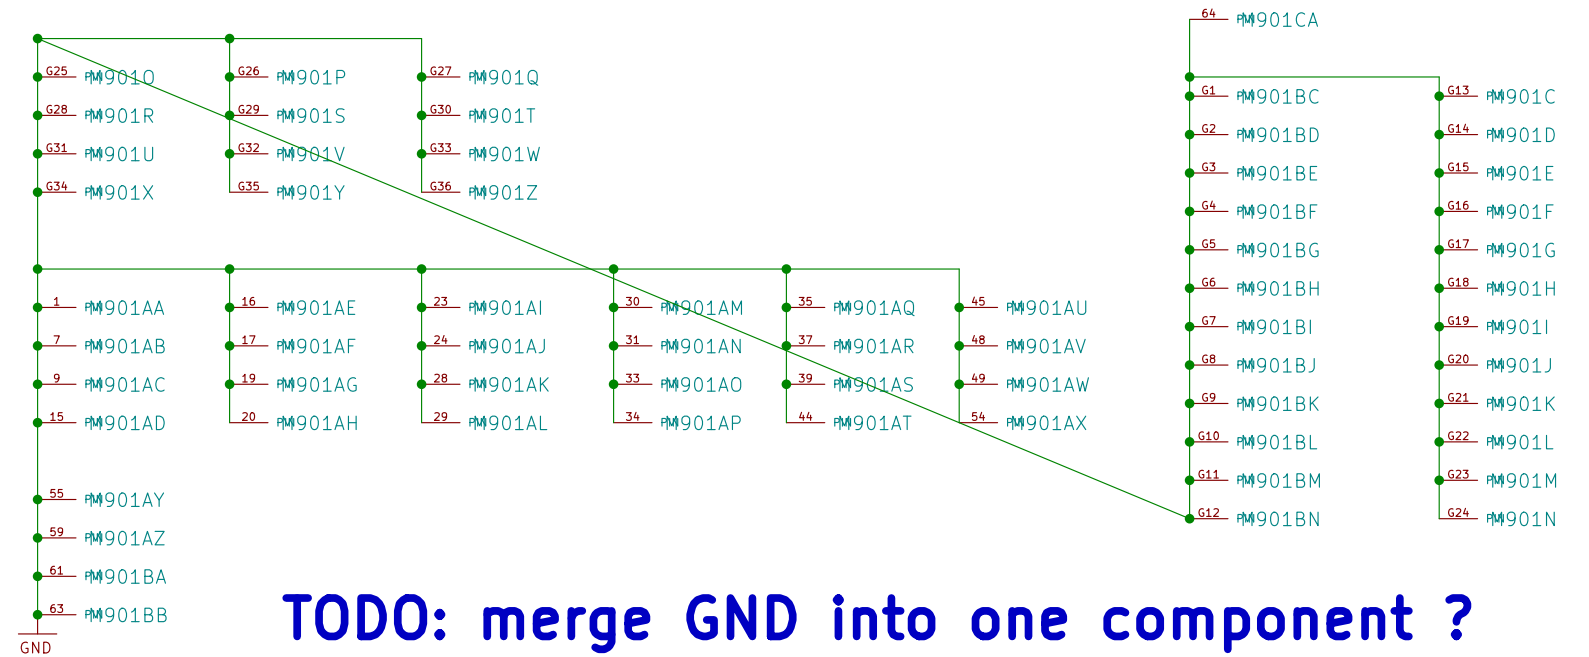 64 M901CA
G25 M901O G26 M901P G27 M901Q
G1 M901BC G13 M901C
G28 M901R G29 M901S G30 M901T
G2 M901BD G14 M901D
G31 M901U G32 M901V G33 M901W
G3 M901BE G15 M901E
G34 M901X G35 M901Y G36 M901Z
G4 M901BF G16 M901F
G5 M901BG G17 M901G
G6 M901BH G18 M901H
1 M901AA 16 M901AE 23 M901AI 30 M901AM 35 M901AQ 45 M901AU
G7 M901BI G19 M901I
7 M901AB 17 M901AF 24 M901AJ 31 M901AN 37 M901AR 48 M901AV
G8 M901BJ G20 M901J
9 M901AC 19 M901AG 28 M901AK 33 M901AO 39 M901AS 49 M901AW
G9 M901BK G21 M901K
15 M901AD 20 M901AH 29 M901AL 34 M901AP 44 M901AT 54 M901AX
G10 M901BL G22 M901L
G11 M901BM G23 M901M
55 M901AY
G12 M901BN G24 M901N
59 M901AZ
61 M901BA
63 M901BB
TODO: merge GND into one component ?
GND